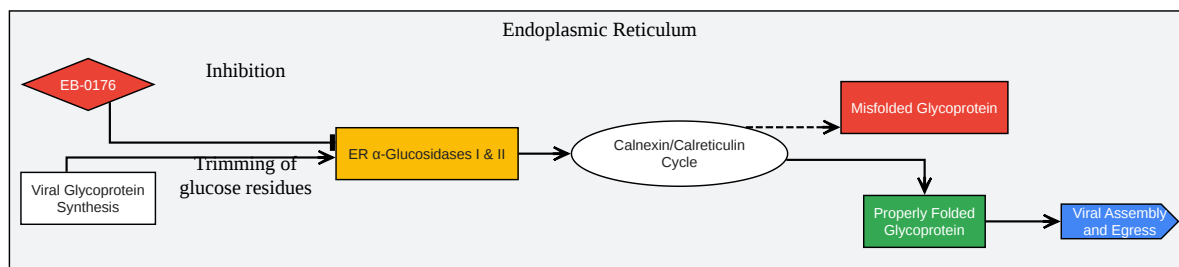 Endoplasmic Reticulum
Inhibition
EB-0176
Misfolded Glycoprotein
ER α-Glucosidases I & II
Calnexin/Calreticulin
Cycle
Trimming of
glucose residues
Viral Glycoprotein
Synthesis
Properly Folded
Glycoprotein
Viral Assembly
and Egress